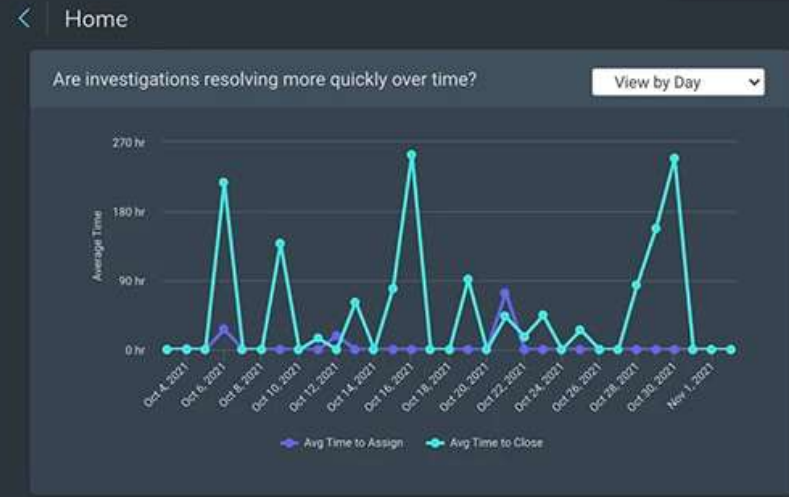 Home
Are investigations resolving more quickly over time?
View by Day
270 hr
180 hr
90 hr
0 hr
Average Time
Oct 4, 2021
Oct 6, 2021
Oct 8, 2021
Oct 10, 2021
Oct 12, 2021
Oct 14, 2021
Oct 16, 2021
Oct 18, 2021
Oct 20, 2021
Oct 22, 2021
Oct 24, 2021
Oct 26, 2021
Oct 28, 2021
Oct 30, 2021
Nov 1, 2021
Avg Time to Assign
Avg Time to Close